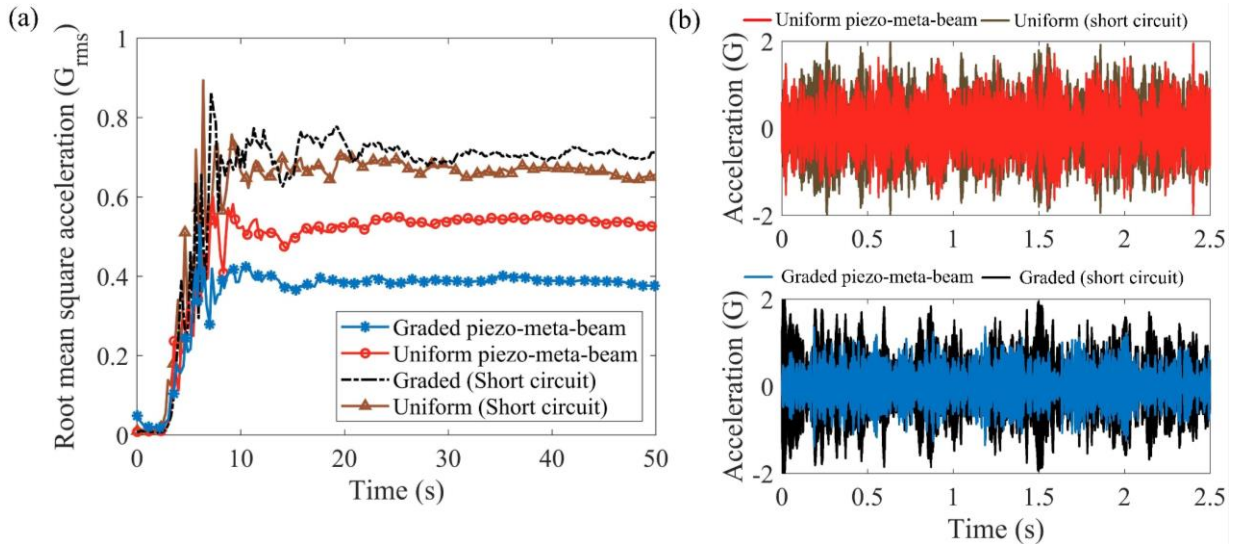 (a)
Root mean square acceleration (G_rms)
1
0.8
0.6
0.4
0.2
0
0 10 20 30 40 50
Time (s)
Graded piezo-meta-beam
Uniform piezo-meta-beam
Graded (Short circuit)
Uniform (Short circuit)
(b)
Uniform piezo-meta-beam Uniform (short circuit)
Acceleration (G)
2
0
-2
0 0.5 1 1.5 2 2.5
Graded piezo-meta-beam Graded (short circuit)
Acceleration (G)
2
0
-2
0 0.5 1 1.5 2 2.5
Time (s)